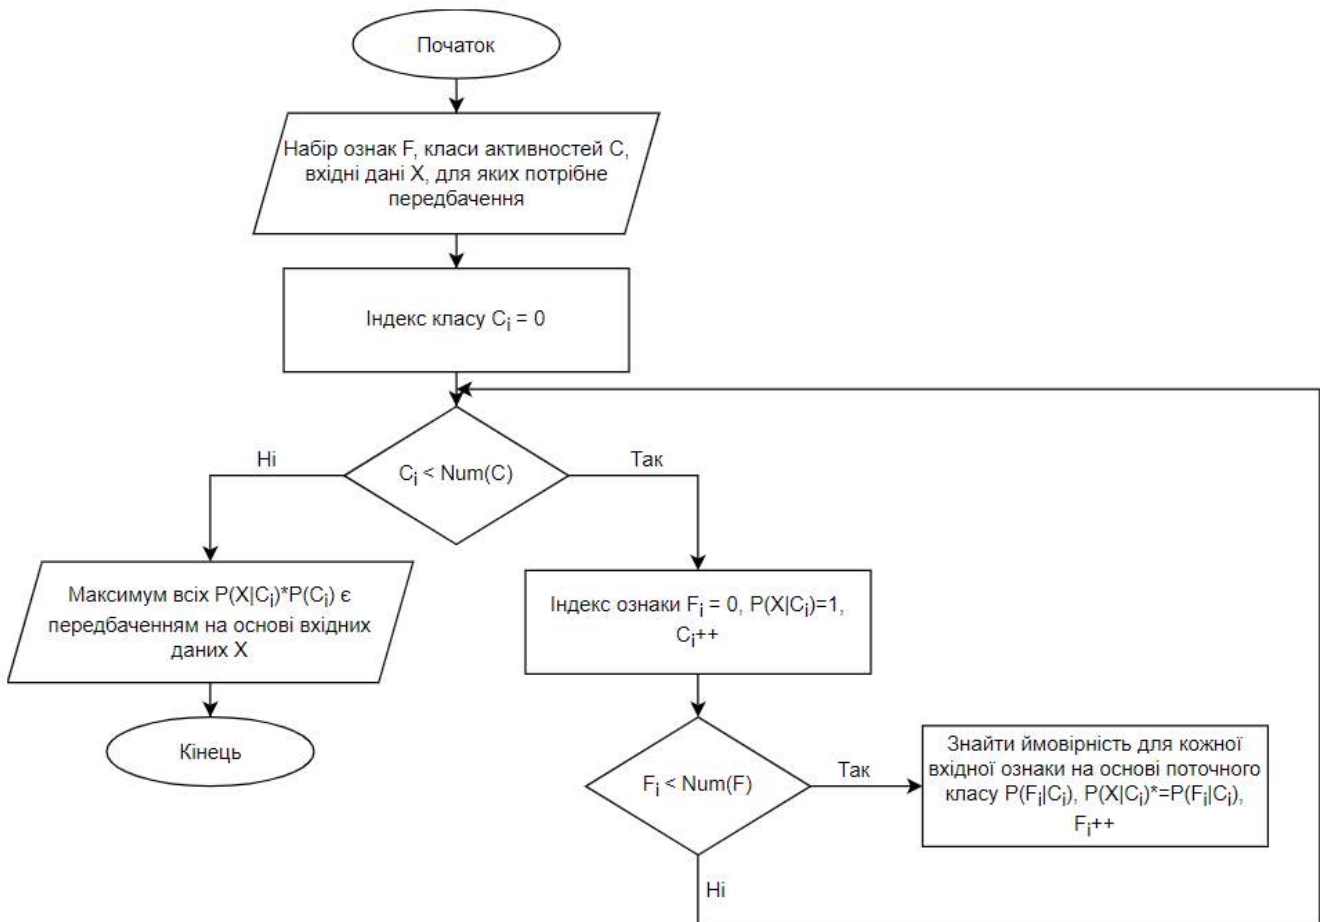 Початок
Набір ознак F, класи активностей C,
вхідні дані X, для яких потрібне
передбачення
Індекс класу Ci = 0
Ci < Num(C)
Ні
Так
Максимум всіх P(X|Ci)*P(Ci) є
передбаченням на основі вхідних
даних X
Кінець
Індекс ознаки Fi = 0, P(X|Ci)=1,
Ci++
Fi < Num(F)
Так
Знайти ймовірність для кожної
вхідної ознаки на основі поточного
класу P(Fi|Ci), P(X|Ci)*=P(Fi|Ci),
Fi++
Ні